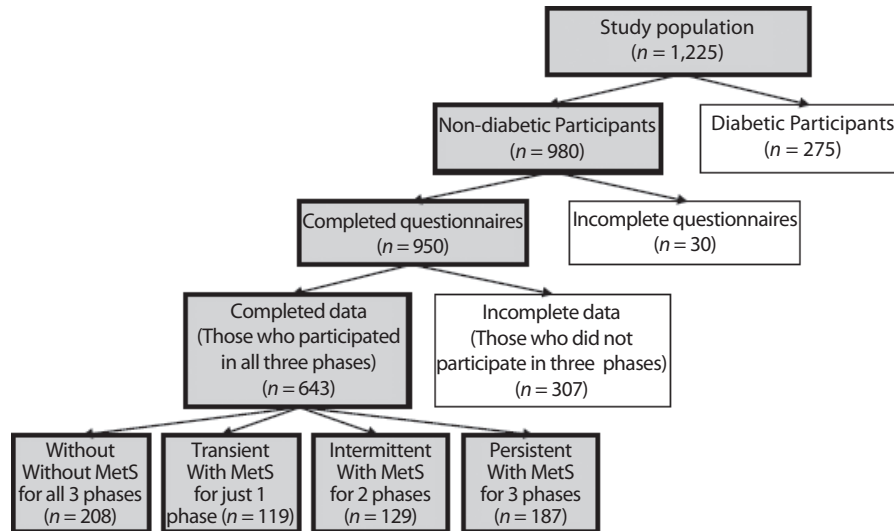 Study population
(n = 1,225)
Non-diabetic Participants
(n = 980)
Diabetic Participants
(n = 275)
Completed questionnaires
(n = 950)
Incomplete questionnaires
(n = 30)
Completed data
(Those who participated
in all three phases)
(n = 643)
Incomplete data
(Those who did not
participate in three phases)
(n = 307)
Without
Without MetS
for all 3 phases
(n = 208)
Transient
With MetS
for just 1
phase (n = 119)
Intermittent
With MetS
for 2 phases
(n = 129)
Persistent
With MetS
for 3 phases
(n = 187)